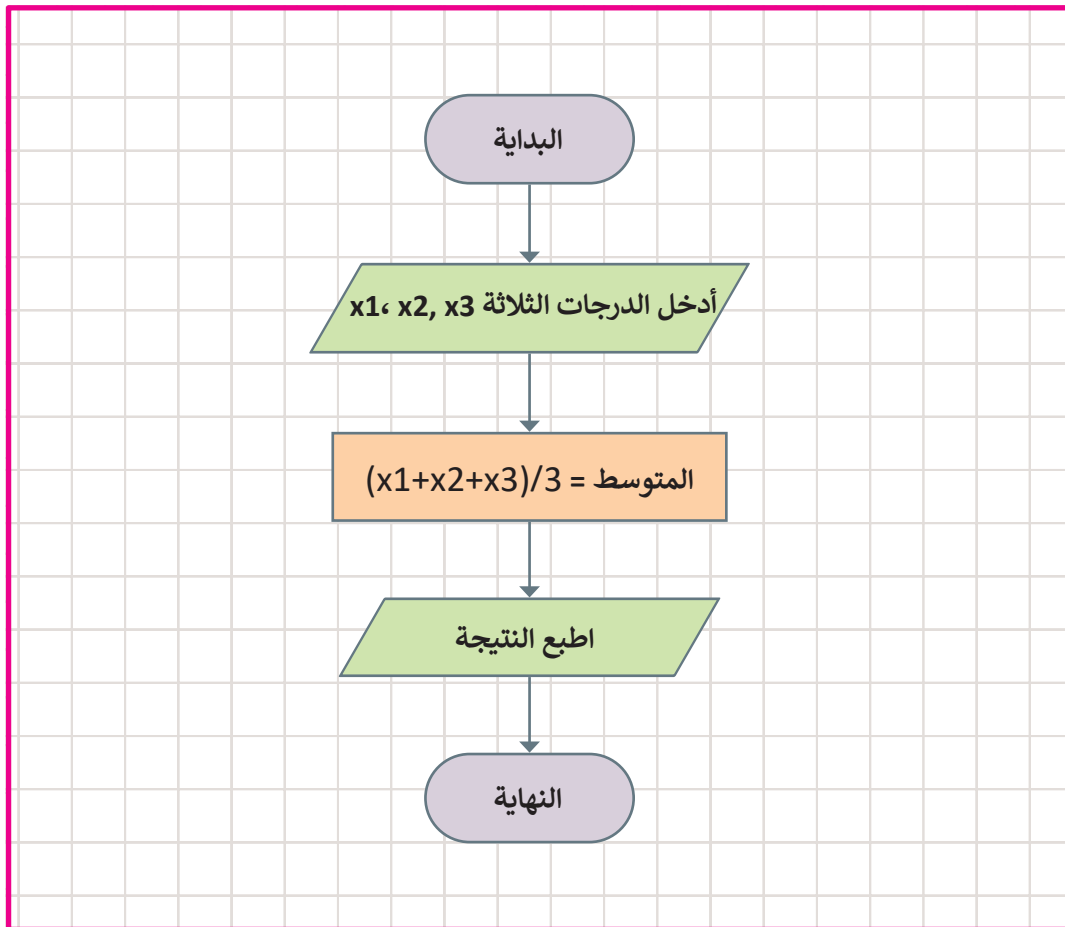 البداية
أدخل الدرجات الثلاثة x1، x2, x3
المتوسط = (x1+x2+x3)/3
اطبع النتيجة
النهاية